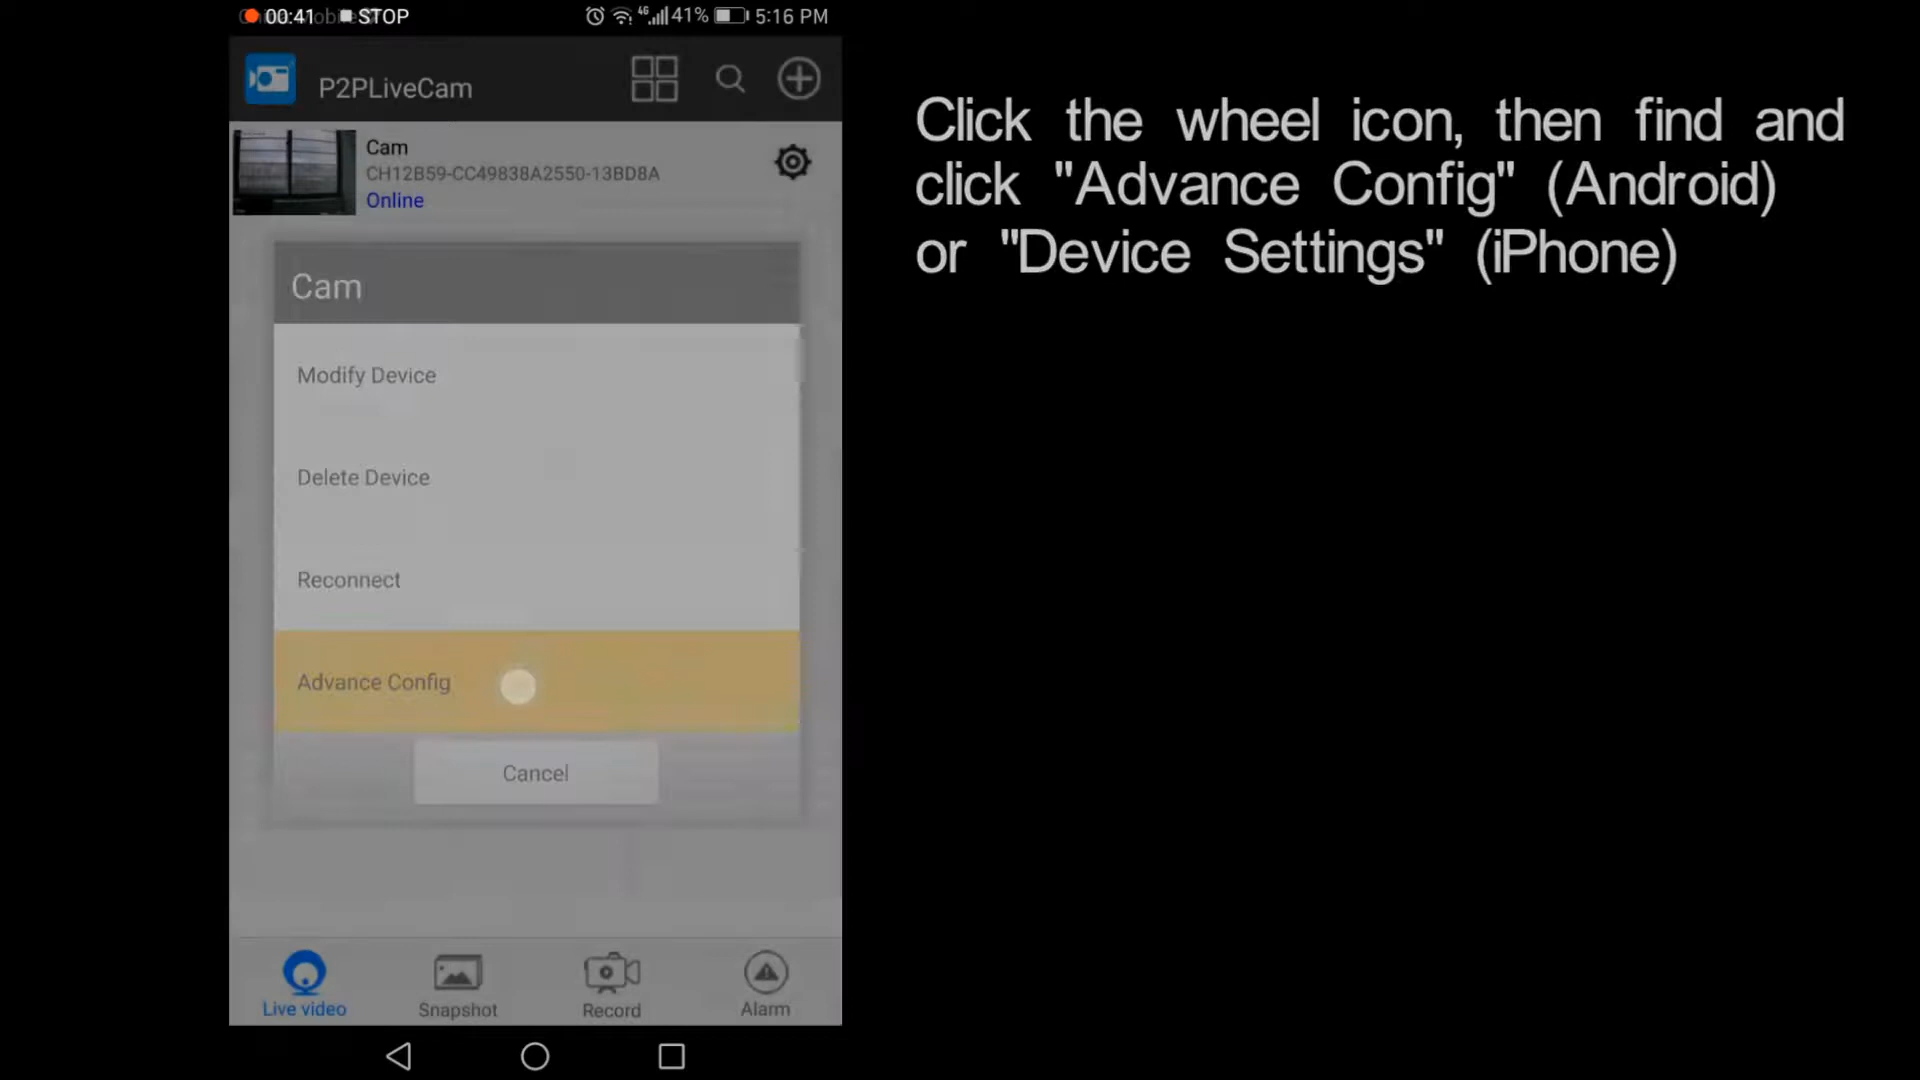 00:41 STOP 4G 41% 5:16 PM
P2PLiveCam
Cam
CH12B59-CC49838A2550-13BD8A
Online
Cam
Modify Device
Delete Device
Reconnect
Advance Config
Cancel
Live video
Snapshot
Record
Alarm
Click the wheel icon, then find and
click "Advance Config" (Android)
or "Device Settings" (iPhone)